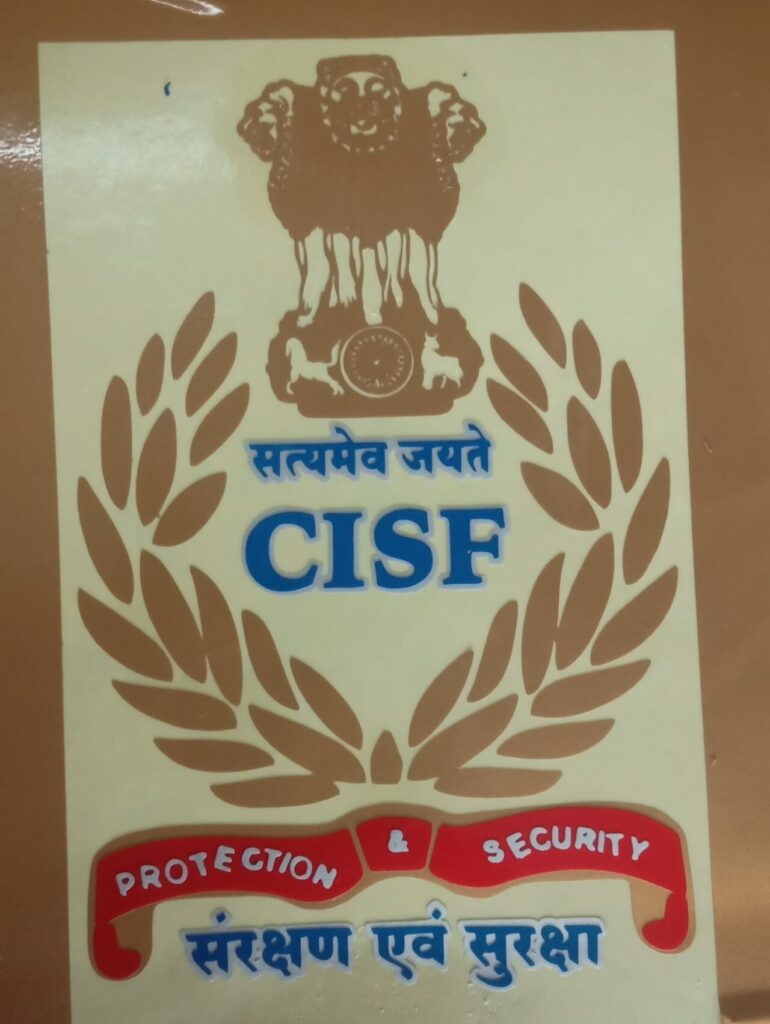 सत्यमेव जयते
CISF
PROTECTION & SECURITY
संरक्षण एवं सुरक्षा